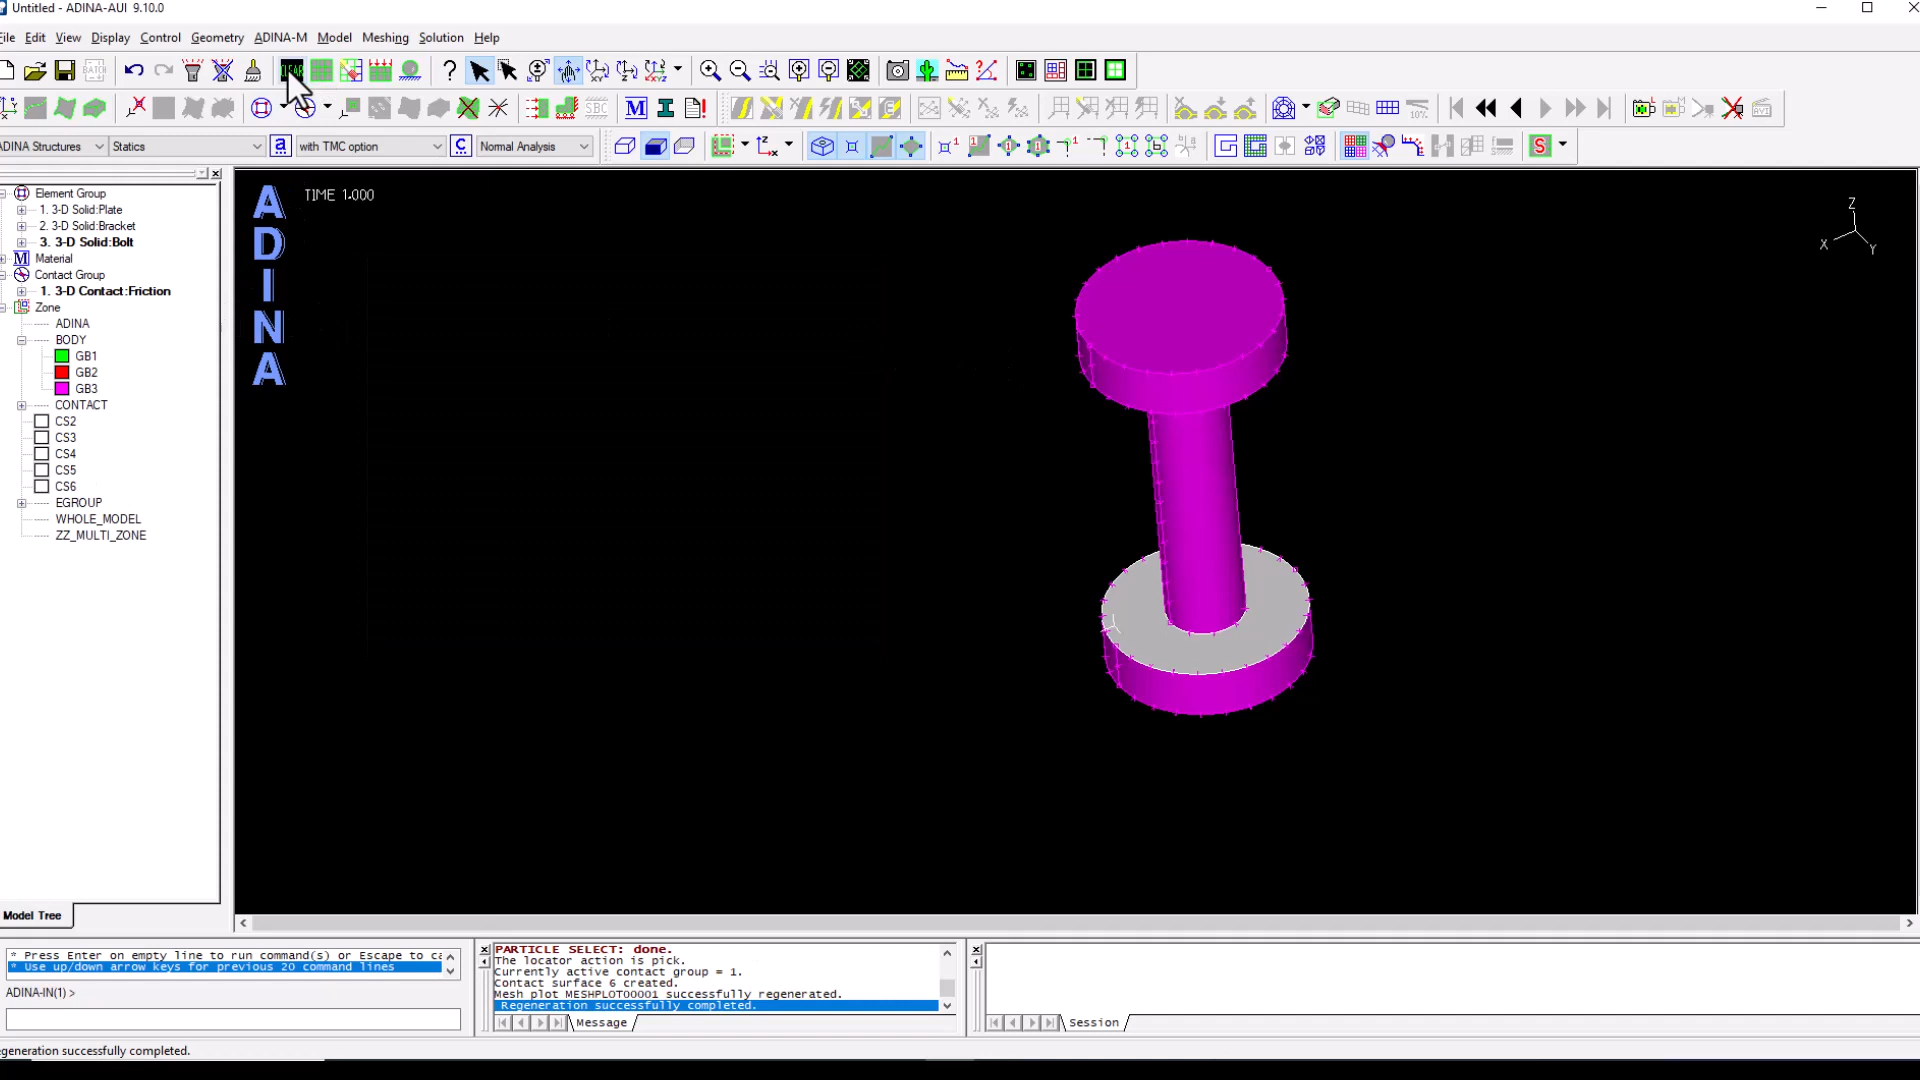 Untitled - ADINA-AUI 9.10.0
File Edit View Display Control Geometry ADINA-M Model Meshing Solution Help
CLEAR
BATCH
SBC
ADINA Structures Statics a with TMC option C Normal Analysis
Element Group
1. 3-D Solid:Plate
2. 3-D Solid:Bracket
3. 3-D Solid:Bolt
M Material
Contact Group
1. 3-D Contact:Friction
Zone
ADINA
BODY
GB1
GB2
GB3
CONTACT
CS2
CS3
CS4
CS5
CS6
EGROUP
WHOLE_MODEL
ZZ_MULTI_ZONE
Model Tree
A
D
I
N
A
TIME 1.000
Z
X
Y
* Press Enter on empty line to run command(s) or Escape to ca
* Use up/down arrow keys for previous 20 command lines
ADINA-IN(1) >
PARTICLE SELECT: done.
The locator action is pick.
Currently active contact group = 1.
Contact surface 6 created.
Mesh plot MESHPLOT00001 successfully regenerated.
Regeneration successfully completed.
Message
Session
egeneration successfully completed.